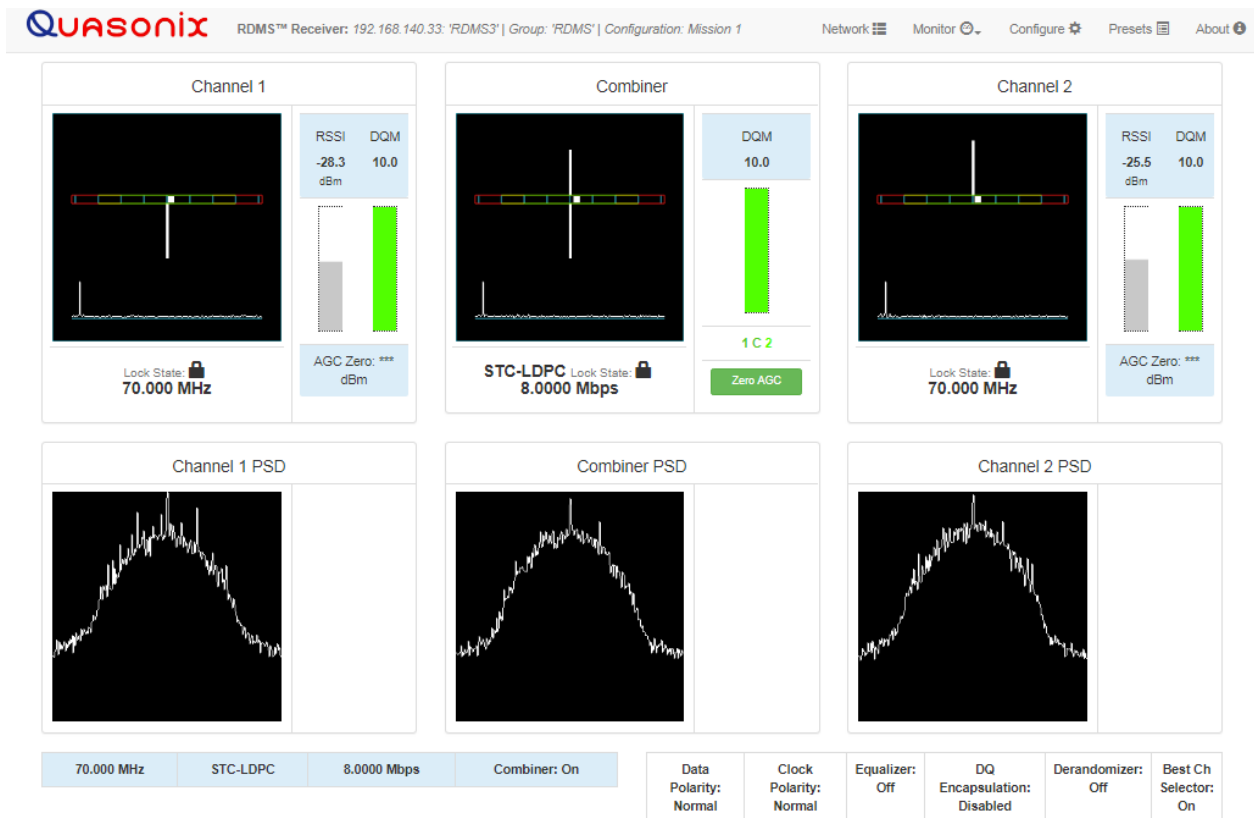 Quasonix RDMS™ Receiver: 192.168.140.33: 'RDMS3' | Group: 'RDMS' | Configuration: Mission 1 Network Monitor Configure Presets About
Channel 1
RSSI DQM
-28.3 10.0
dBm
Lock State:
70.000 MHz
AGC Zero: ***
dBm
Combiner
DQM
10.0
1 C 2
STC-LDPC Lock State:
8.0000 Mbps
Zero AGC
Channel 2
RSSI DQM
-25.5 10.0
dBm
Lock State:
70.000 MHz
AGC Zero: ***
dBm
Channel 1 PSD
Combiner PSD
Channel 2 PSD
70.000 MHz STC-LDPC 8.0000 Mbps Combiner: On
Data
Polarity:
Normal
Clock
Polarity:
Normal
Equalizer:
Off
DQ
Encapsulation:
Disabled
Derandomizer:
Off
Best Ch
Selector:
On